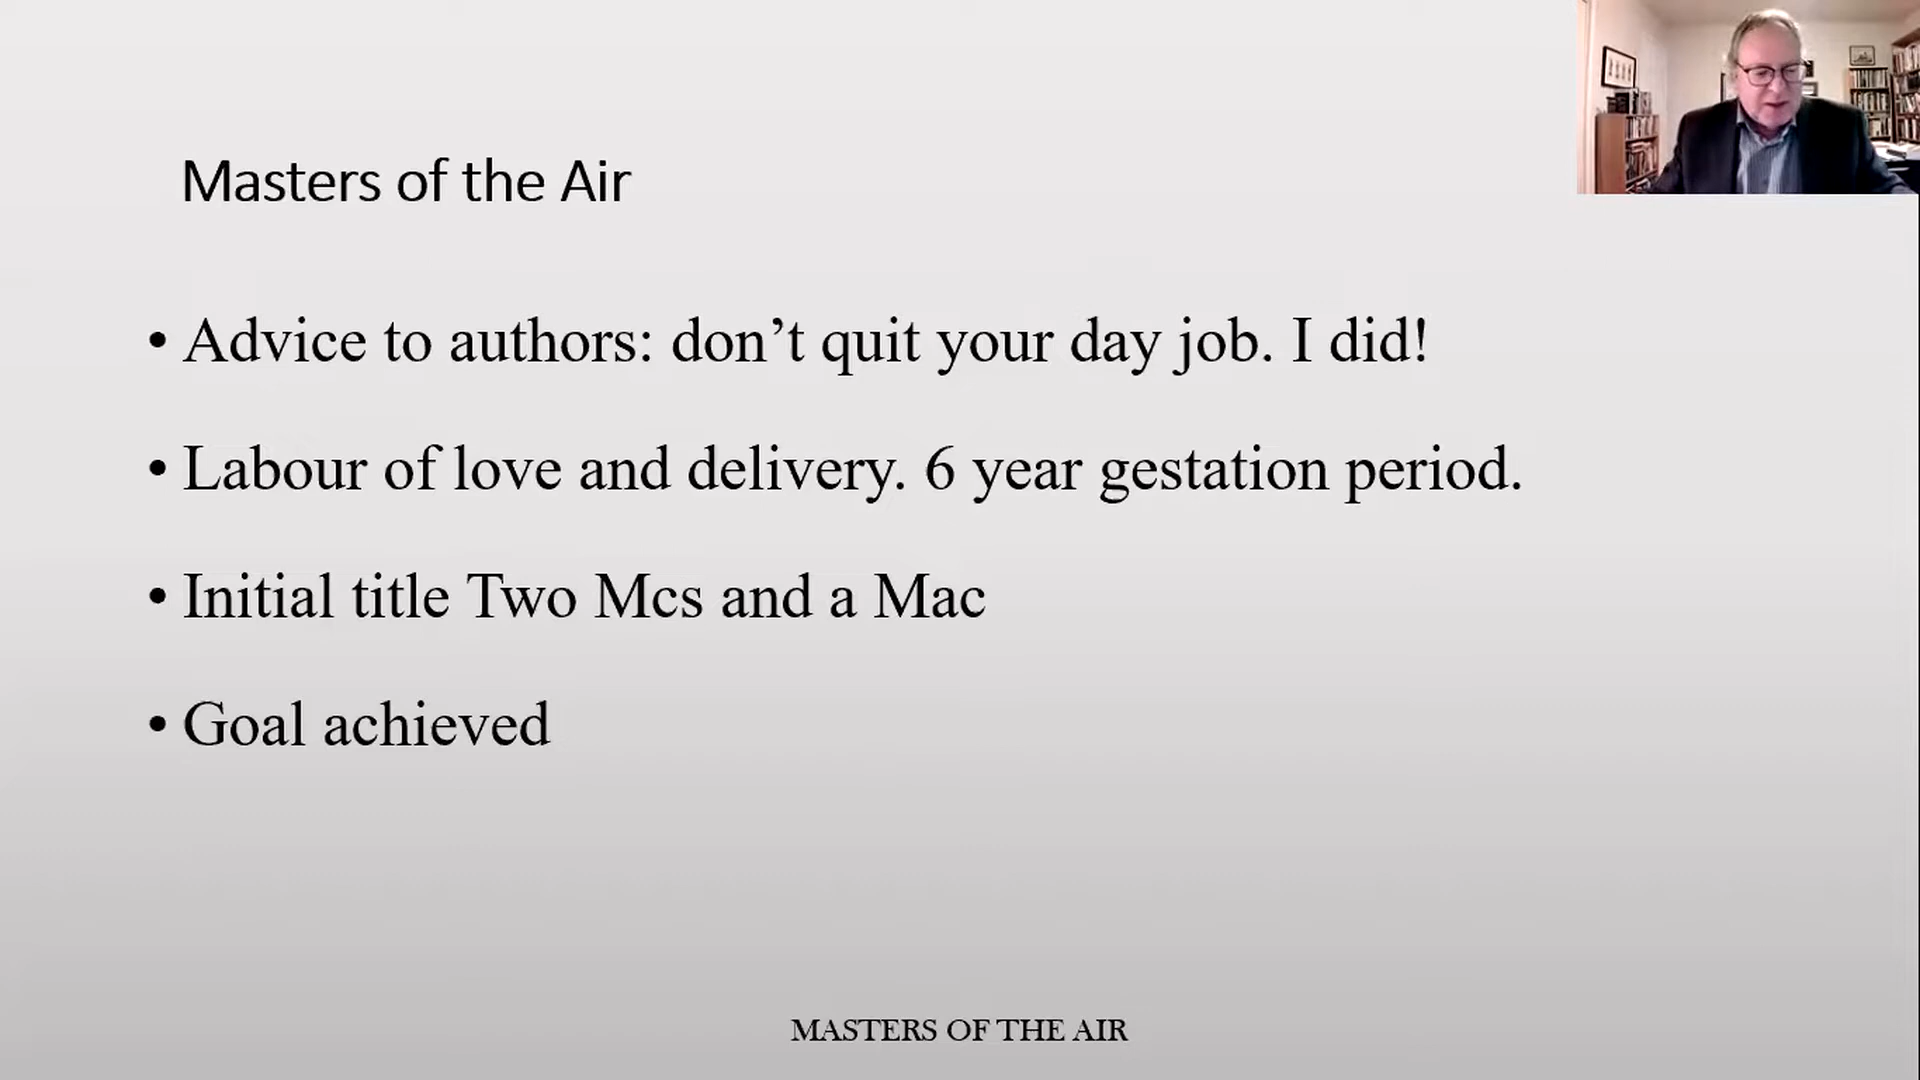 Masters of the Air
• Advice to authors: don’t quit your day job. I did!
• Labour of love and delivery. 6 year gestation period.
• Initial title Two Mcs and a Mac
• Goal achieved
MASTERS OF THE AIR